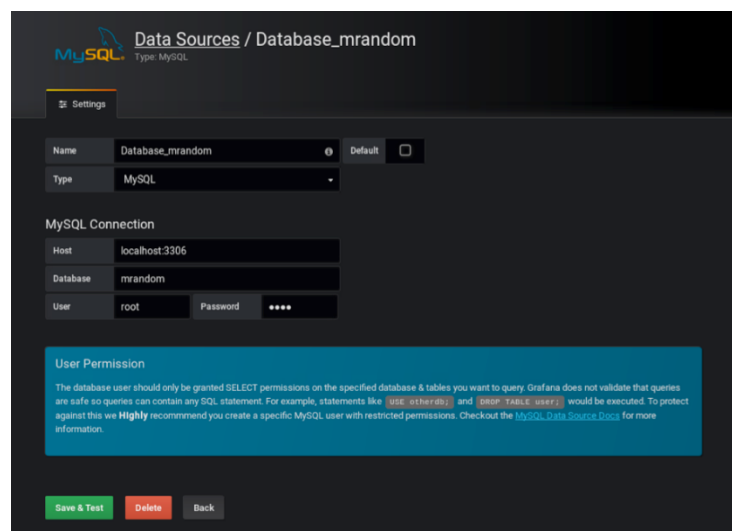 MySQL. Data Sources / Database_mrandom
Type: MySQL
Settings
Name Database_mrandom Default
Type MySQL
MySQL Connection
Host localhost:3306
Database mrandom
User root Password ••••
User Permission
The database user should only be granted SELECT permissions on the specified database & tables you want to query. Grafana does not validate that queries
are safe so queries can contain any SQL statement. For example, statements like USE otherdb; and DROP TABLE user; would be executed. To protect
against this we Highly recommmend you create a specific MySQL user with restricted permissions. Checkout the MySQL Data Source Docs for more
information.
Save & Test Delete Back